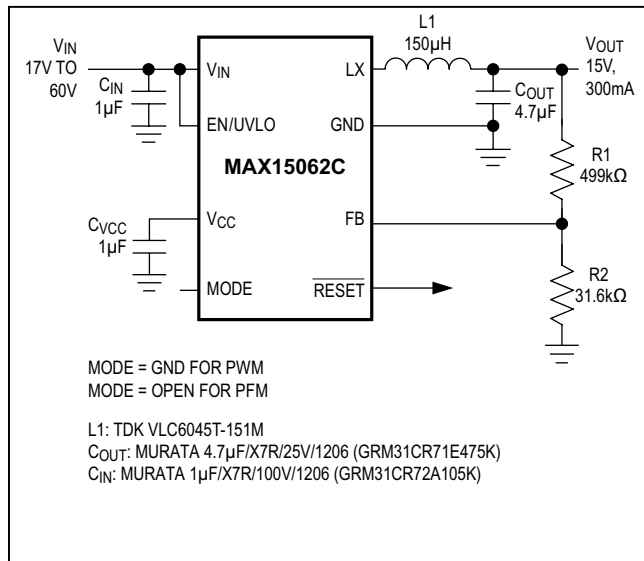 L1
150µH
VIN
17V TO
60V
CIN
1µF
VIN
EN/UVLO
LX
GND
COUT
4.7µF
VOUT
15V,
300mA
MAX15062C
R1
499kΩ
CVCC
1µF
VCC
FB
MODE
RESET
R2
31.6kΩ
MODE = GND FOR PWM
MODE = OPEN FOR PFM
L1: TDK VLC6045T-151M
COUT: MURATA 4.7µF/X7R/25V/1206 (GRM31CR71E475K)
CIN: MURATA 1µF/X7R/100V/1206 (GRM31CR72A105K)